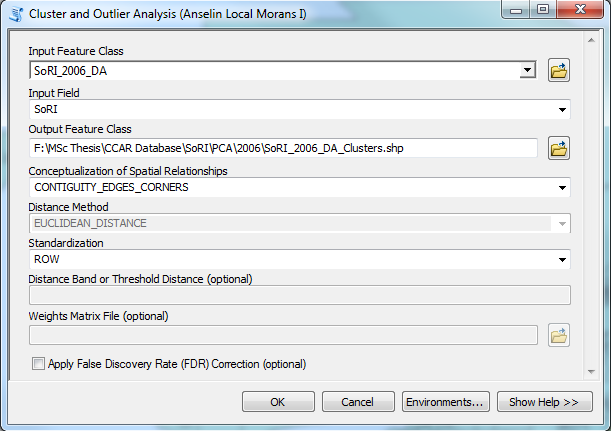 Cluster and Outlier Analysis (Anselin Local Morans I)
Input Feature Class
SoRI_2006_DA
Input Field
SoRI
Output Feature Class
F:\MSc Thesis\CCAR Database\SoRI\PCA\2006\SoRI_2006_DA_Clusters.shp
Conceptualization of Spatial Relationships
CONTIGUITY_EDGES_CORNERS
Distance Method
EUCLIDEAN_DISTANCE
Standardization
ROW
Distance Band or Threshold Distance (optional)
Weights Matrix File (optional)
Apply False Discovery Rate (FDR) Correction (optional)
OK Cancel Environments... Show Help >>